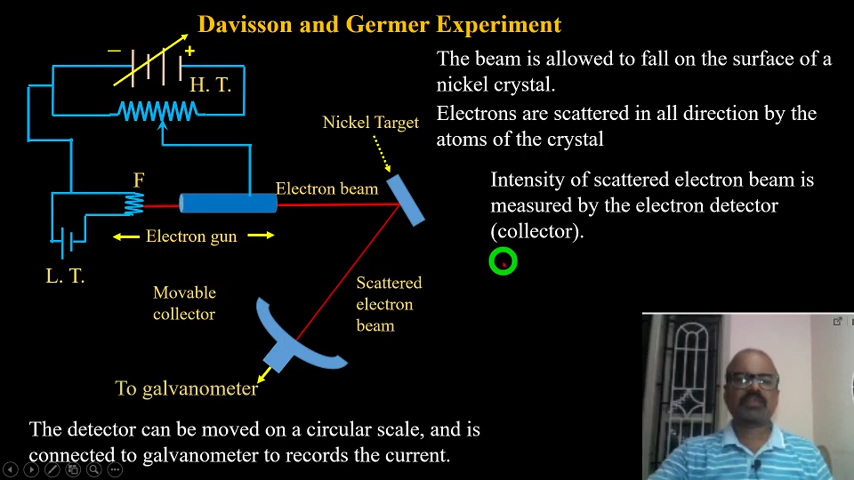 Davisson and Germer Experiment
− +
H. T.
The beam is allowed to fall on the surface of a
nickel crystal.
Electrons are scattered in all direction by the
atoms of the crystal
Nickel Target
F
Electron beam
Electron gun
L. T.
Intensity of scattered electron beam is
measured by the electron detector
(collector).
Movable
collector
Scattered
electron
beam
To galvanometer
The detector can be moved on a circular scale, and is
connected to galvanometer to records the current.